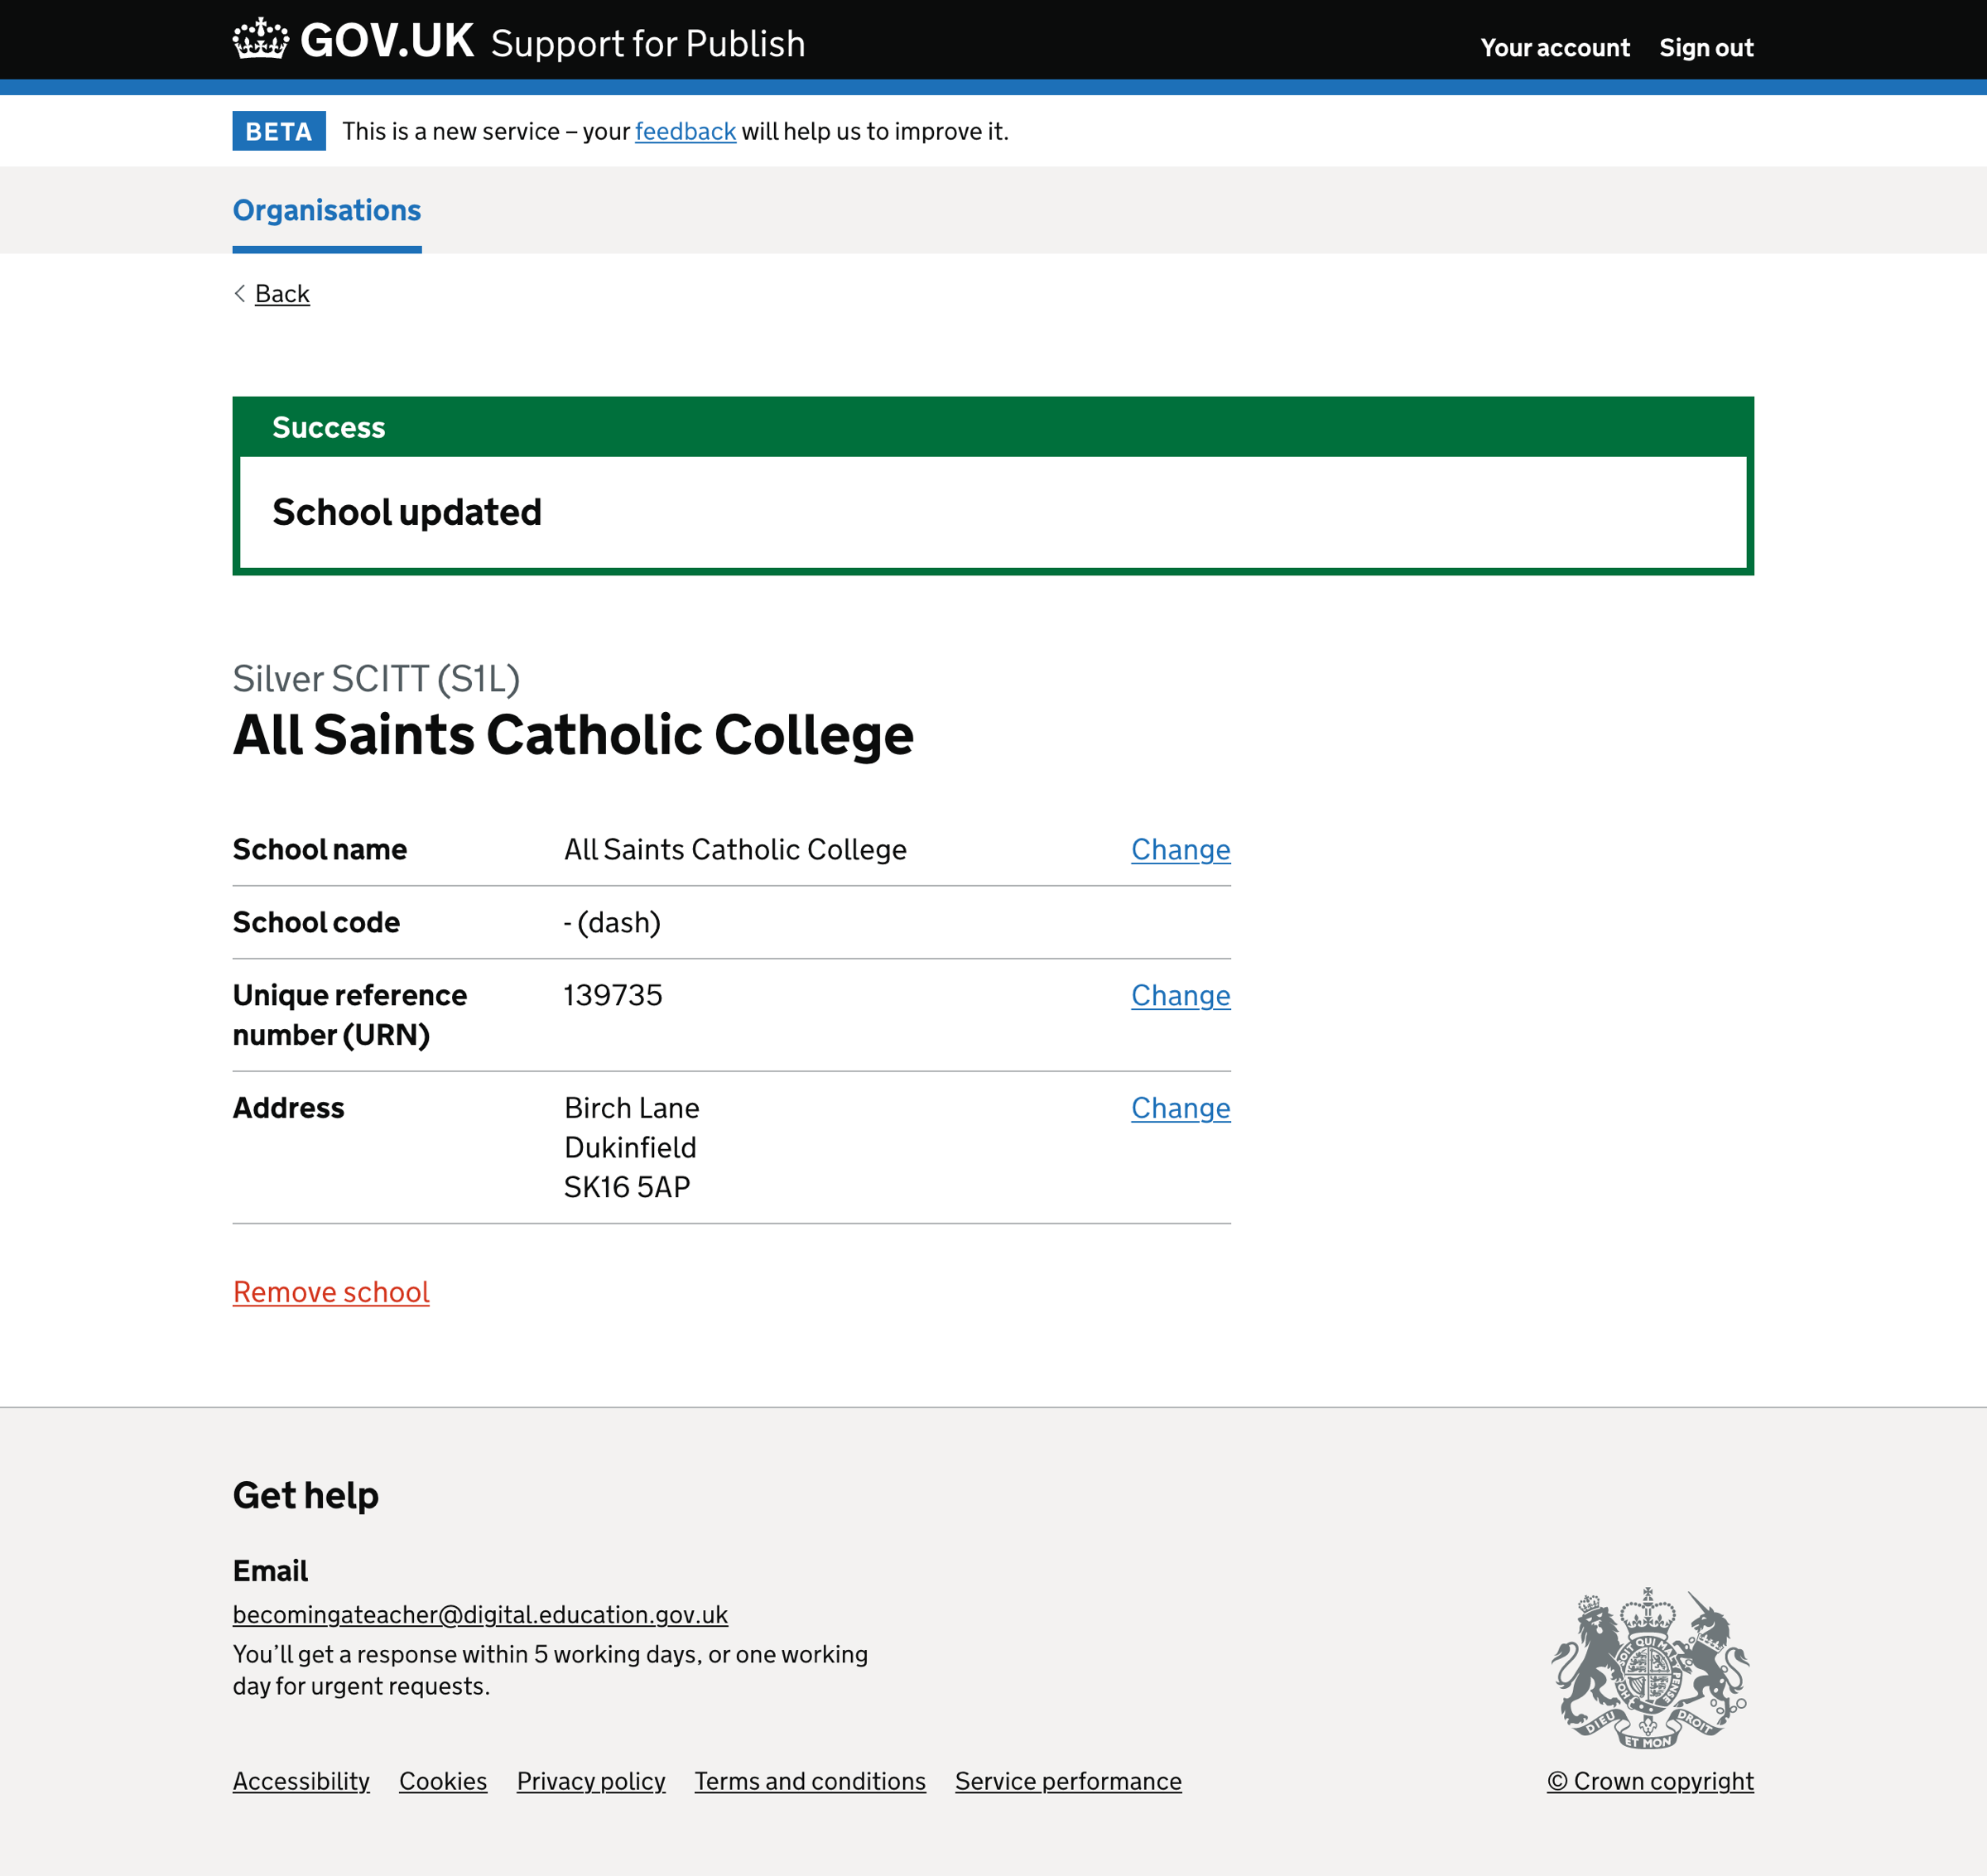 GOV.UK Support for Publish
Your account Sign out
BETA This is a new service – your feedback will help us to improve it.
Organisations
Back
Success
School updated
Silver SCITT (S1L)
All Saints Catholic College
School name All Saints Catholic College Change
School code - (dash)
Unique reference number (URN) 139735 Change
Address Birch Lane Change
Dukinfield
SK16 5AP
Remove school
Get help
Email
becomingateacher@digital.education.gov.uk
You’ll get a response within 5 working days, or one working
day for urgent requests.
DIEU ET MON DROIT
Accessibility Cookies Privacy policy Terms and conditions Service performance
© Crown copyright